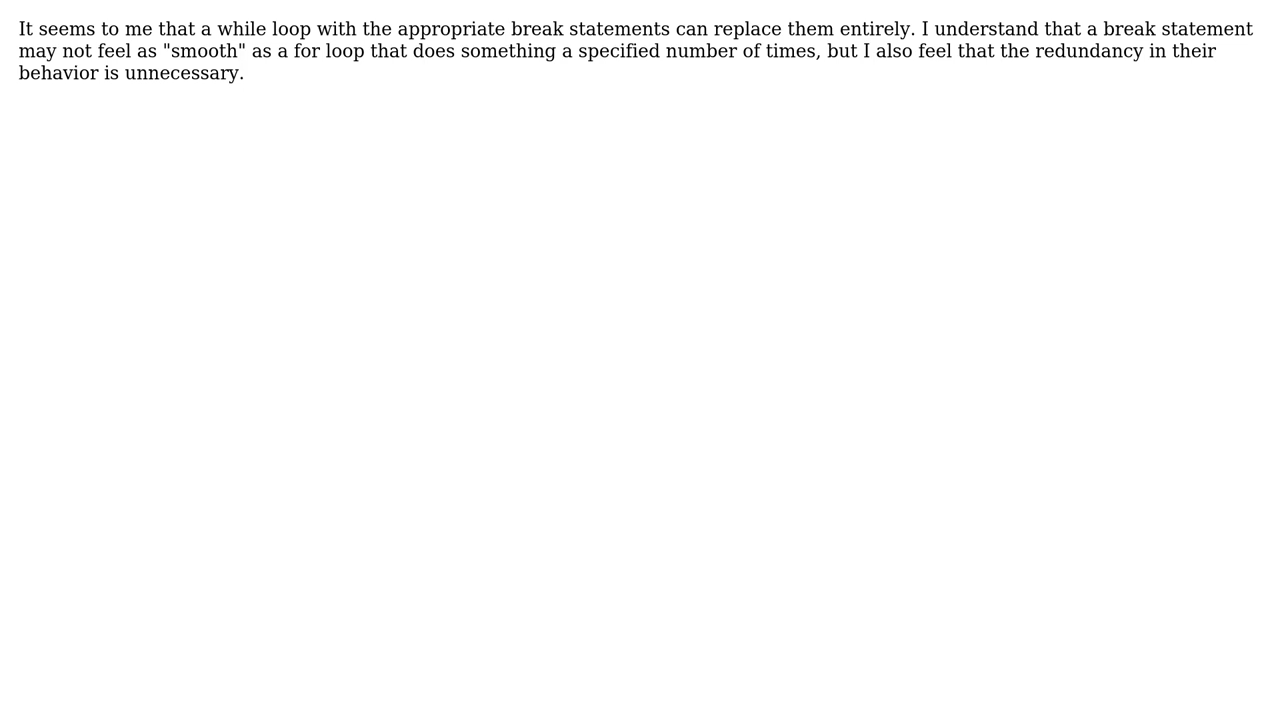 It seems to me that a while loop with the appropriate break statements can replace them entirely. I understand that a break statement
may not feel as "smooth" as a for loop that does something a specified number of times, but I also feel that the redundancy in their
behavior is unnecessary.